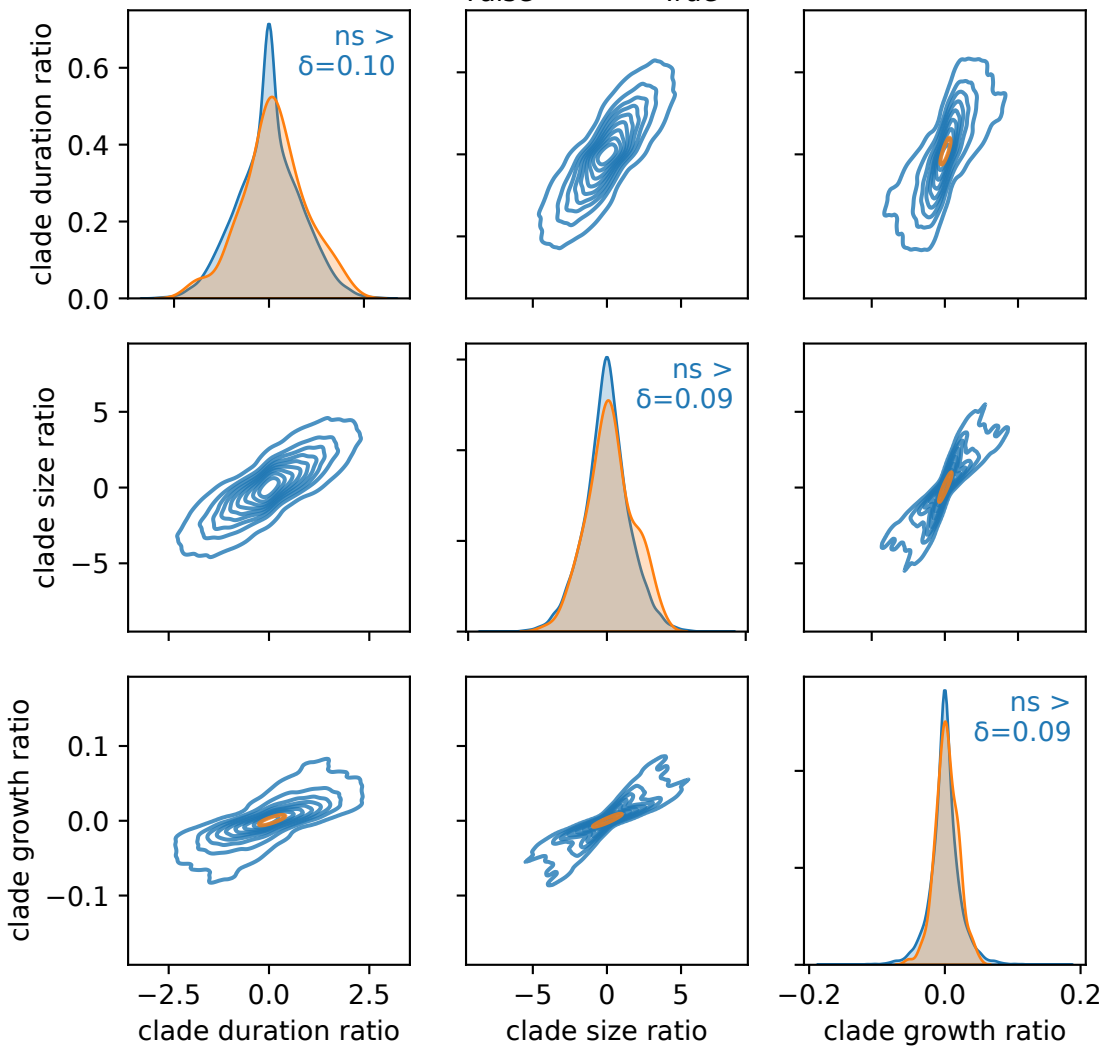 clade duration ratio
0.6
0.4
0.2
0.0
ns >
δ=0.10
clade size ratio
5
0
−5
ns >
δ=0.09
clade growth ratio
0.1
0.0
−0.1
ns >
δ=0.09
−2.5 0.0 2.5
−5 0 5
−0.2 0.0 0.2
clade duration ratio
clade size ratio
clade growth ratio